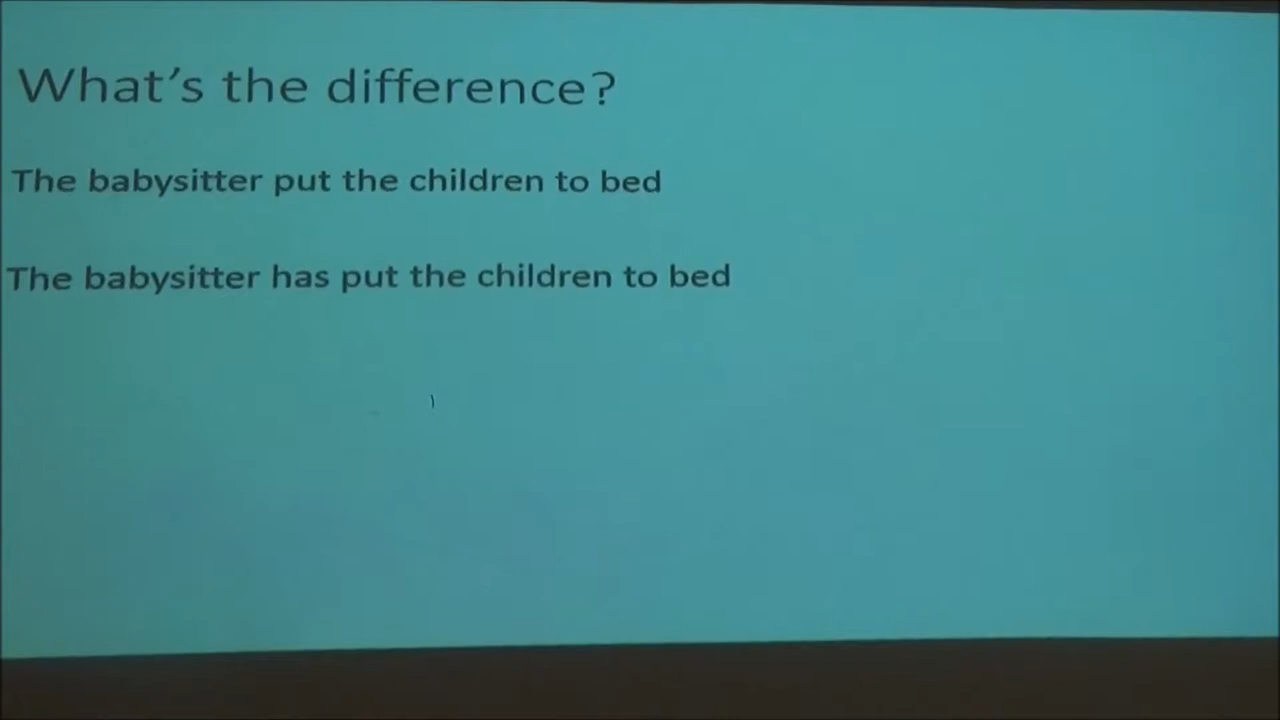 What's the difference?
The babysitter put the children to bed
The babysitter has put the children to bed